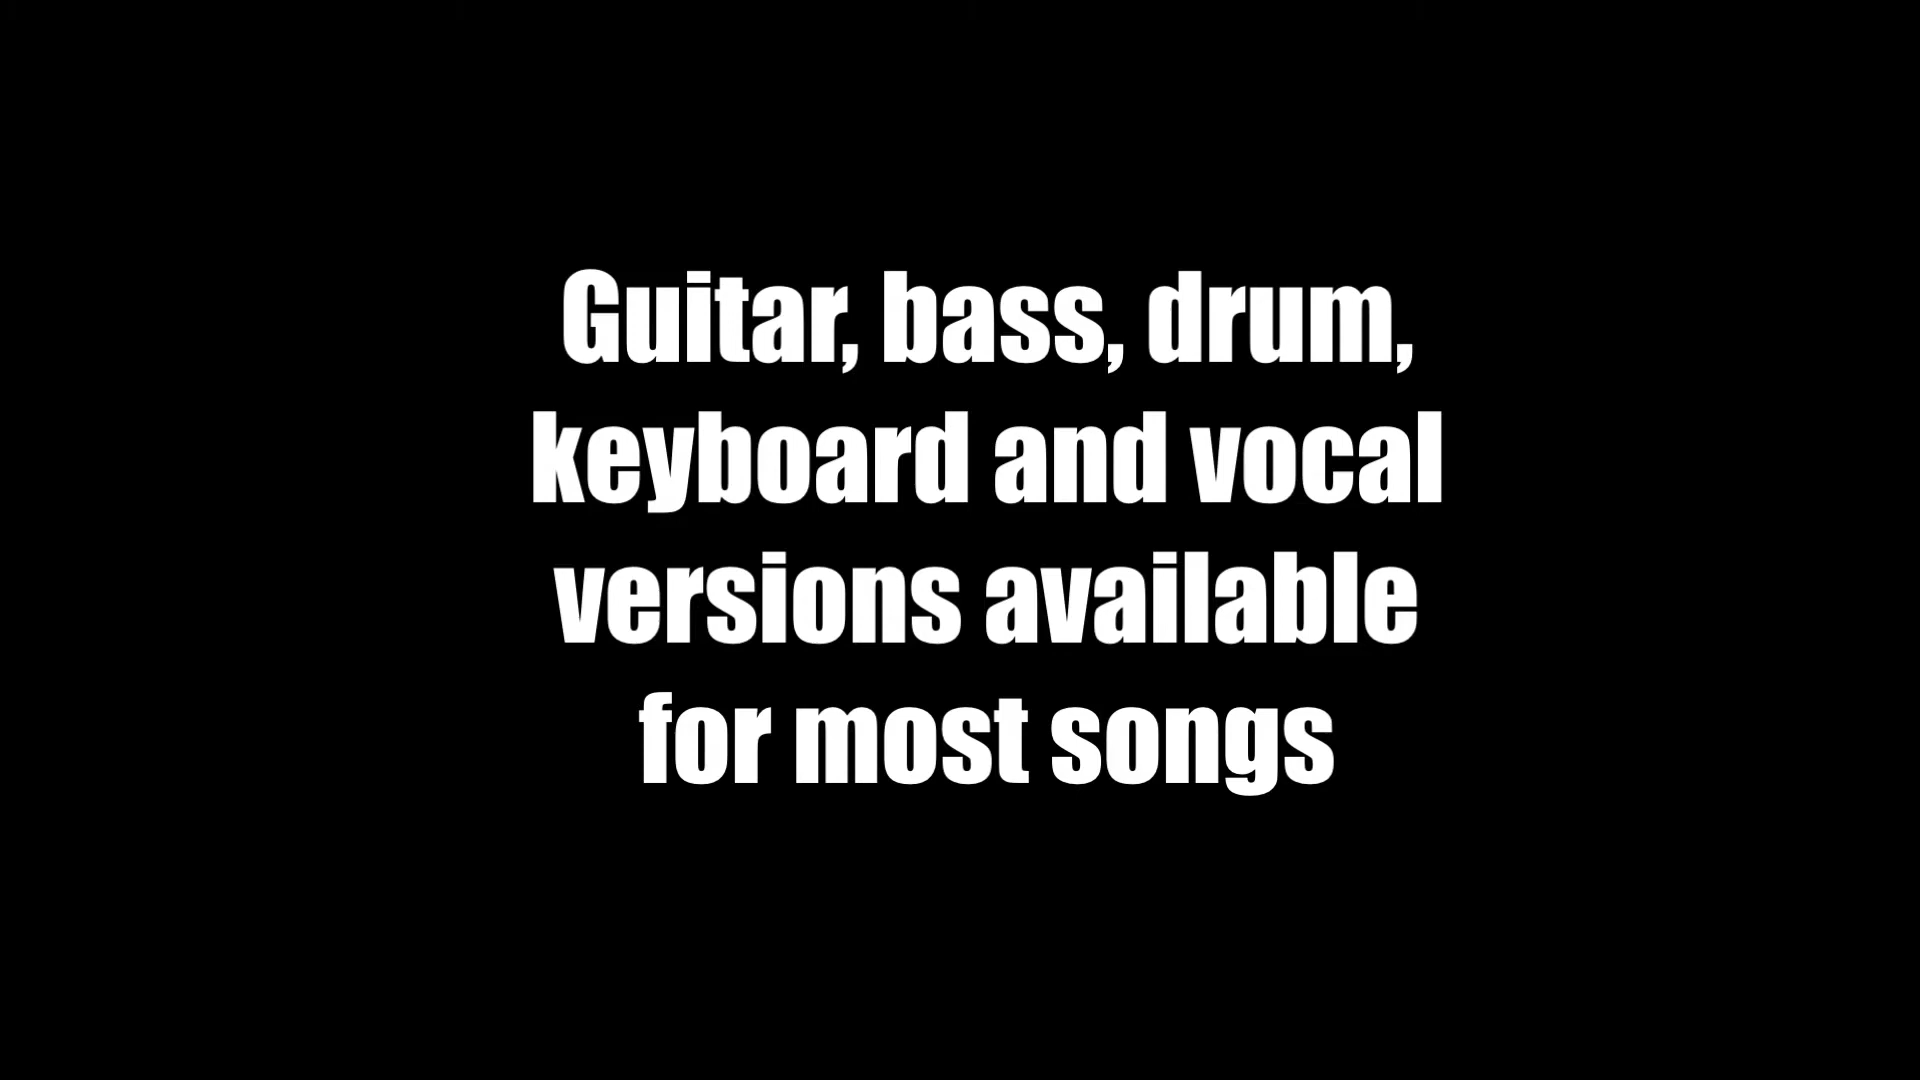 Guitar, bass, drum,
keyboard and vocal
versions available
for most songs